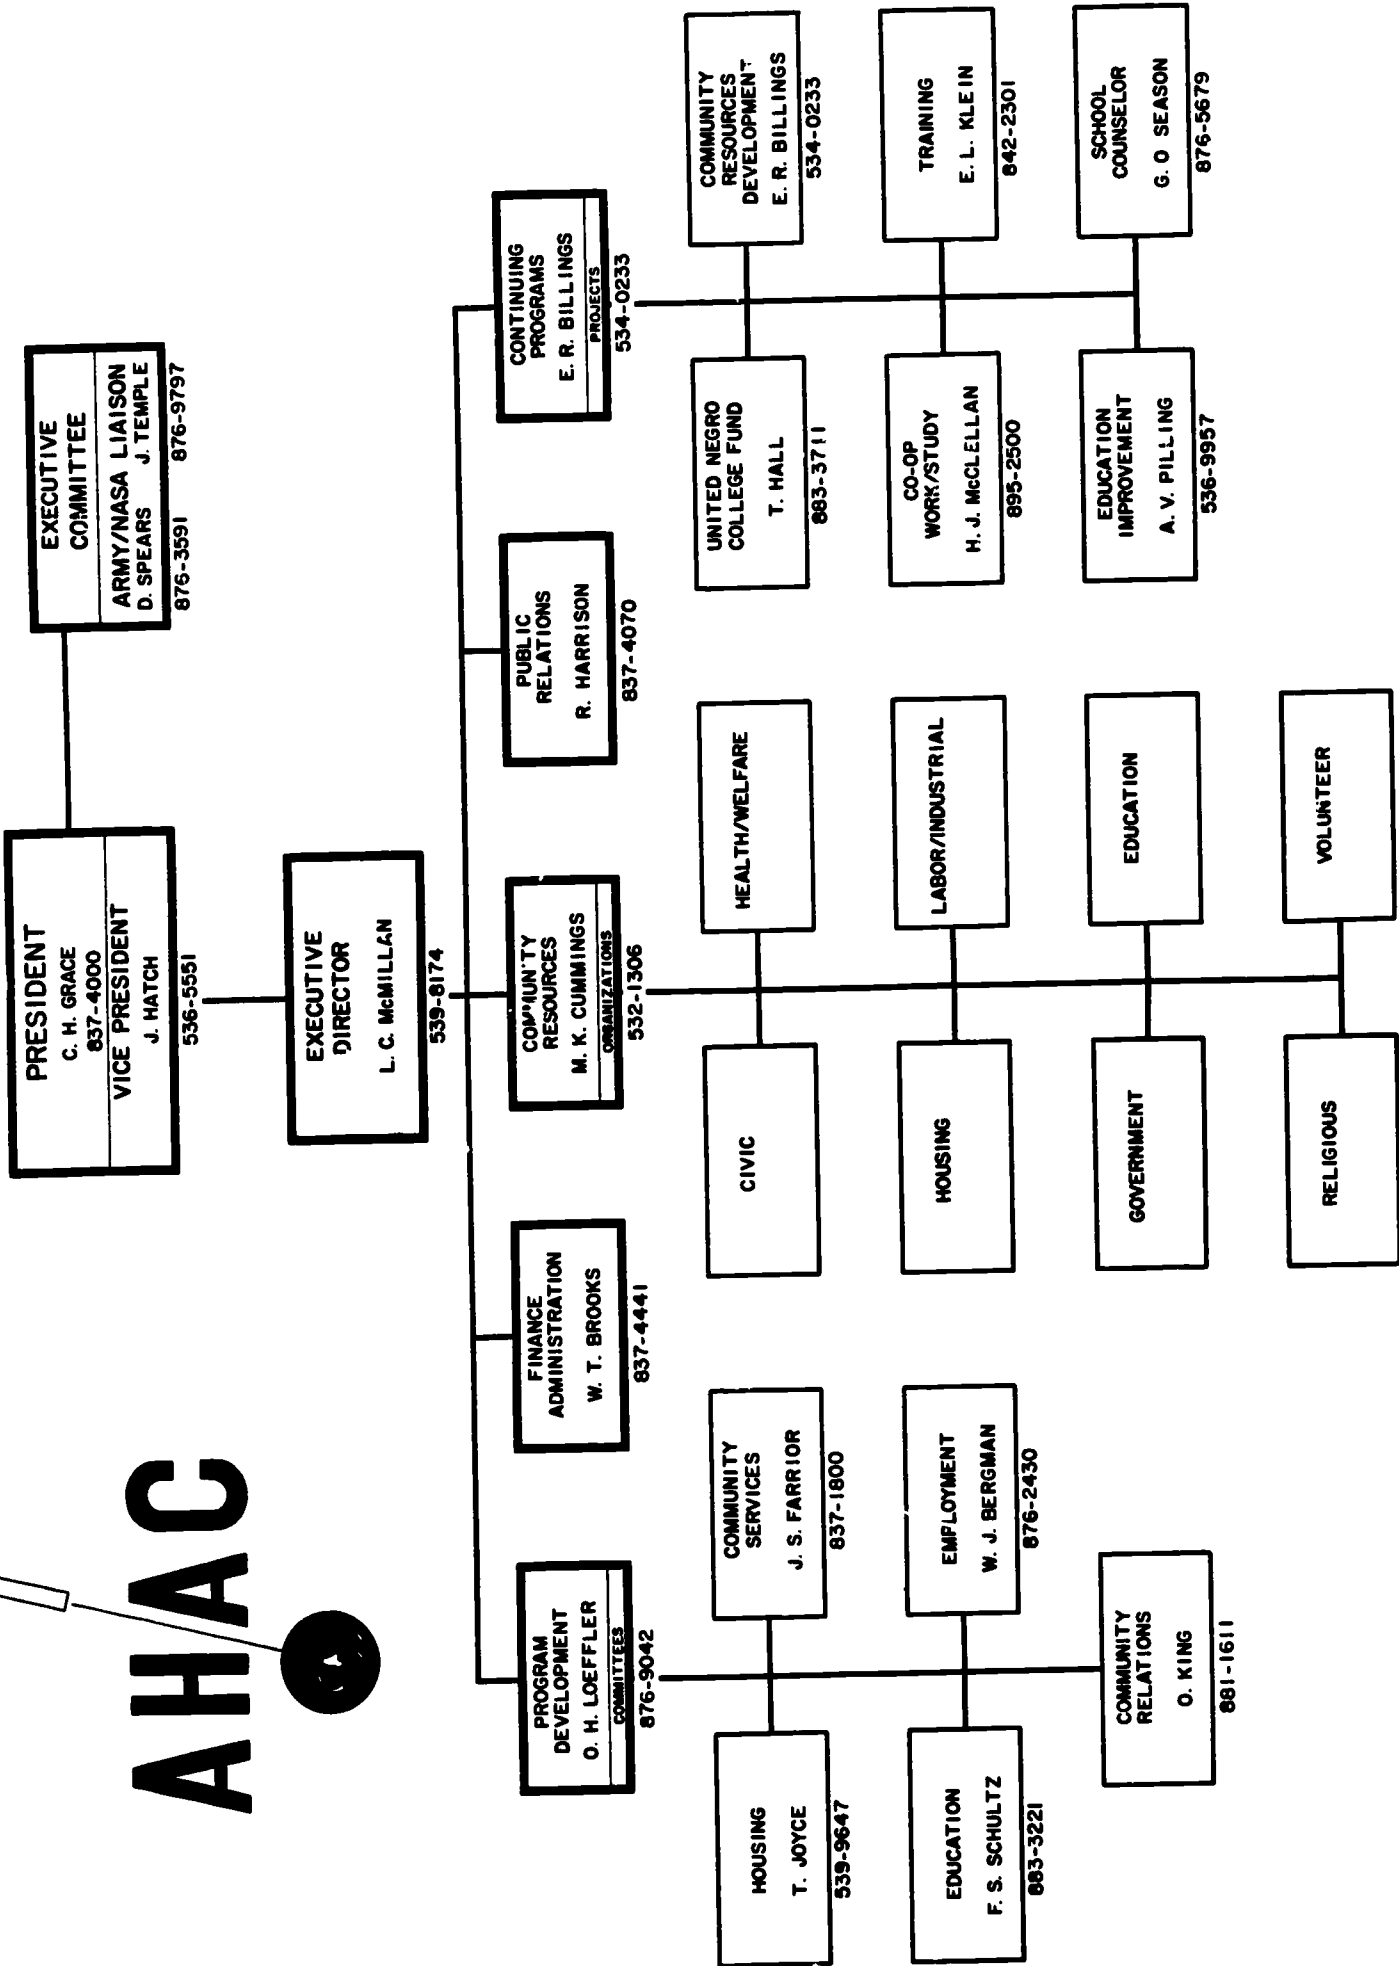 AHAC
PRESIDENT
C. H. GRACE
837-4000
VICE PRESIDENT
J. HATCH
536-5551
EXECUTIVE
COMMITTEE
ARMY/NASA LIAISON
D. SPEARS J. TEMPLE
876-3591 876-9797
EXECUTIVE
DIRECTOR
L. C. McMILLAN
539-8174
PROGRAM
DEVELOPMENT
O. H. LOEFFLER
COMMITTEES
876-9042
FINANCE
ADMINISTRATION
W. T. BROOKS
837-4441
COMMUNITY
RESOURCES
M. K. CUMMINGS
ORGANIZATIONS
532-1306
PUBLIC
RELATIONS
R. HARRISON
837-4070
CONTINUING
PROGRAMS
E. R. BILLINGS
PROJECTS
534-0233
HOUSING
T. JOYCE
539-9647
COMMUNITY
SERVICES
J. S. FARRIOR
837-1800
EDUCATION
F. S. SCHULTZ
883-3221
EMPLOYMENT
W. J. BERGMAN
876-2430
COMMUNITY
RELATIONS
O. KING
881-1611
CIVIC
HEALTH/WELFARE
HOUSING
LABOR/INDUSTRIAL
GOVERNMENT
EDUCATION
RELIGIOUS
VOLUNTEER
UNITED NEGRO
COLLEGE FUND
T. HALL
883-3711
COMMUNITY
RESOURCES
DEVELOPMENT
E. R. BILLINGS
534-0233
CO-OP
WORK/STUDY
H. J. McCLELLAN
895-2500
TRAINING
E. L. KLEIN
842-2301
EDUCATION
IMPROVEMENT
A. V. PILLING
536-9957
SCHOOL
COUNSELOR
G. O SEASON
876-5679